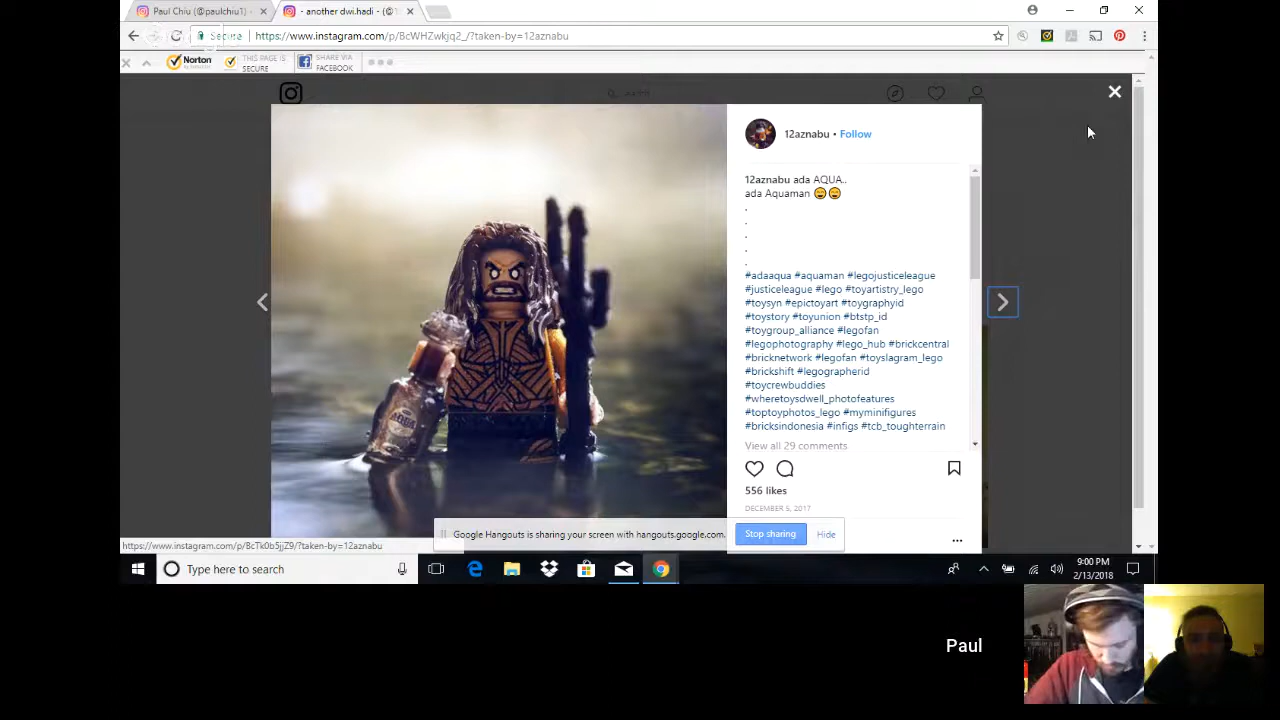 Paul Chiu (@paulchiu1)
- another dwi.hadi - (@1
Secure
https://www.instagram.com/p/BcWHZwkjq2_/?taken-by=12aznabu
Norton
THIS PAGE IS
SECURE
SHARE VIA
FACEBOOK
12aznabu • Follow
12aznabu ada AQUA..
ada Aquaman 😄😄
.
.
.
.
.
#adaaqua #aquaman #legojusticeleague
#justiceleague #lego #toyartistry_lego
#toysyn #epictoyart #toygraphyid
#toystory #toyunion #btstp_id
#toygroup_alliance #legofan
#legophotography #lego_hub #brickcentral
#bricknetwork #legofan #toyslagram_lego
#brickshift #legographerid
#toycrewbuddies
#wheretoysdwell_photofeatures
#toptoyphotos_lego #myminifigures
#bricksindonesia #infigs #tcb_toughterrain
View all 29 comments
556 likes
DECEMBER 5, 2017
AQUA
Google Hangouts is sharing your screen with hangouts.google.com.
Stop sharing
Hide
https://www.instagram.com/p/BcTk0b5jjZ9/?taken-by=12aznabu
Type here to search
9:00 PM
2/13/2018
Paul